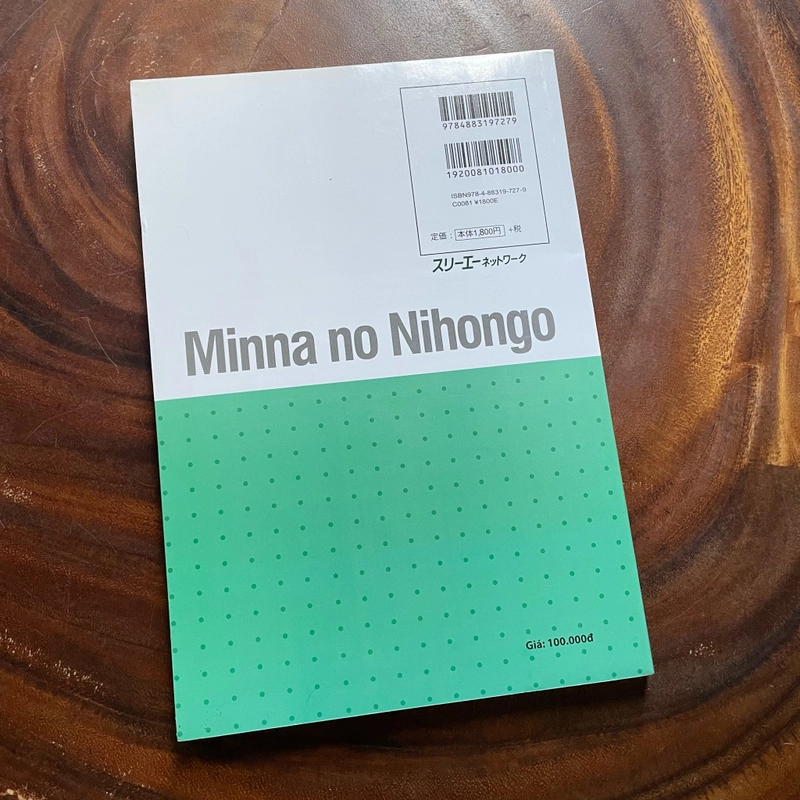 9784883197279
1920081018000
ISBN978-4-88319-727-9
C0081 ¥1800E
定価：本体1,800円 +税
スリーエーネットワーク
Minna no Nihongo
Giá: 100.000đ